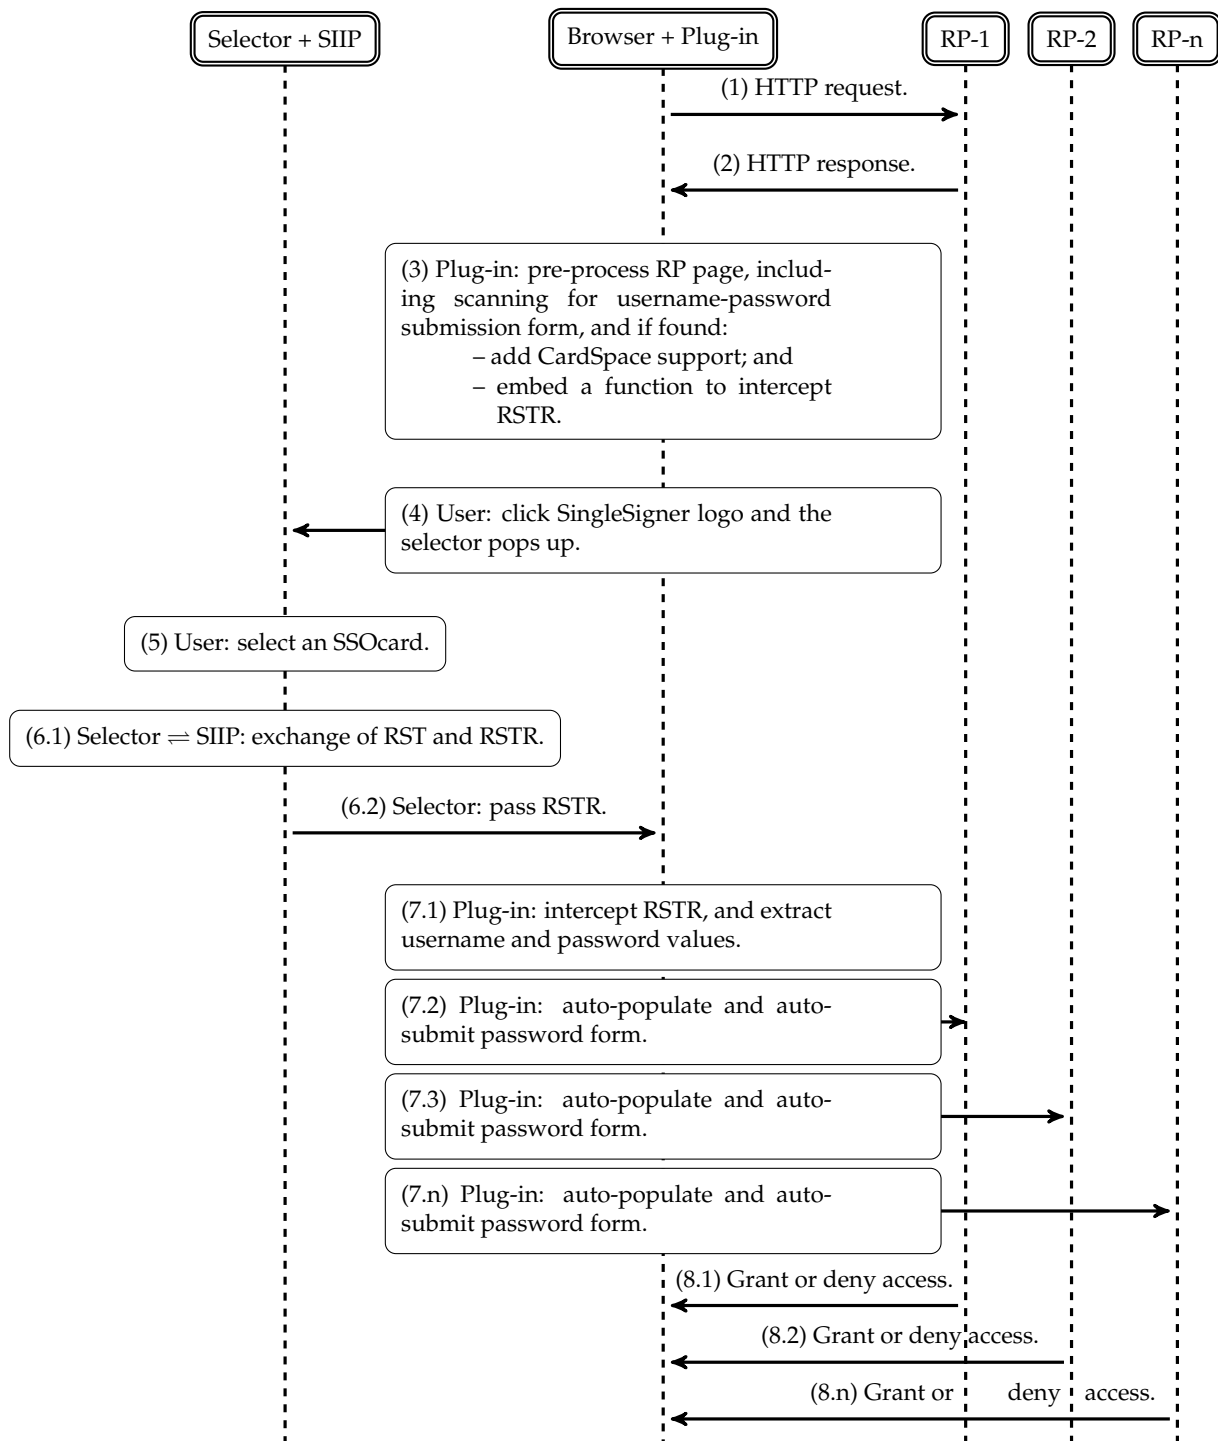 Selector + SIIP
Browser + Plug-in
RP-1
RP-2
RP-n
(1) HTTP request.
(2) HTTP response.
(3) Plug-in: pre-process RP page, includ-
ing scanning for username-password
submission form, and if found:
– add CardSpace support; and
– embed a function to intercept
RSTR.
(4) User: click SingleSigner logo and the
selector pops up.
(5) User: select an SSOcard.
(6.1) Selector ⇌ SIIP: exchange of RST and RSTR.
(6.2) Selector: pass RSTR.
(7.1) Plug-in: intercept RSTR, and extract
username and password values.
(7.2) Plug-in: auto-populate and auto-
submit password form.
(7.3) Plug-in: auto-populate and auto-
submit password form.
(7.n) Plug-in: auto-populate and auto-
submit password form.
(8.1) Grant or deny access.
(8.2) Grant or deny access.
(8.n) Grant or deny access.